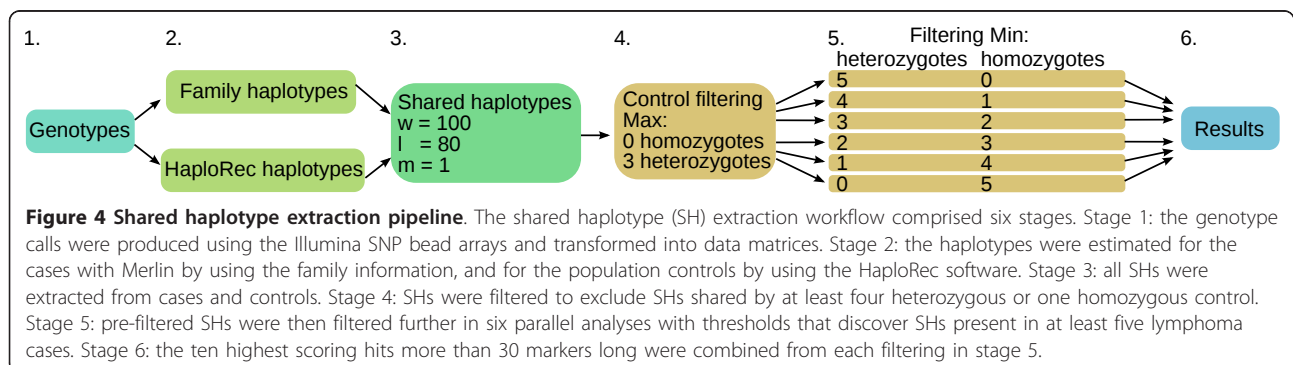 1.
2.
3.
4.
5.
Filtering Min:
6.
heterozygotes homozygotes
Genotypes
Family haplotypes
HaploRec haplotypes
Shared haplotypes
w = 100
l = 80
m = 1
Control filtering
Max:
0 homozygotes
3 heterozygotes
5 0
4 1
3 2
2 3
1 4
0 5
Results
Figure 4 Shared haplotype extraction pipeline. The shared haplotype (SH) extraction workflow comprised six stages. Stage 1: the genotype
calls were produced using the Illumina SNP bead arrays and transformed into data matrices. Stage 2: the haplotypes were estimated for the
cases with Merlin by using the family information, and for the population controls by using the HaploRec software. Stage 3: all SHs were
extracted from cases and controls. Stage 4: SHs were filtered to exclude SHs shared by at least four heterozygous or one homozygous control.
Stage 5: pre-filtered SHs were then filtered further in six parallel analyses with thresholds that discover SHs present in at least five lymphoma
cases. Stage 6: the ten highest scoring hits more than 30 markers long were combined from each filtering in stage 5.